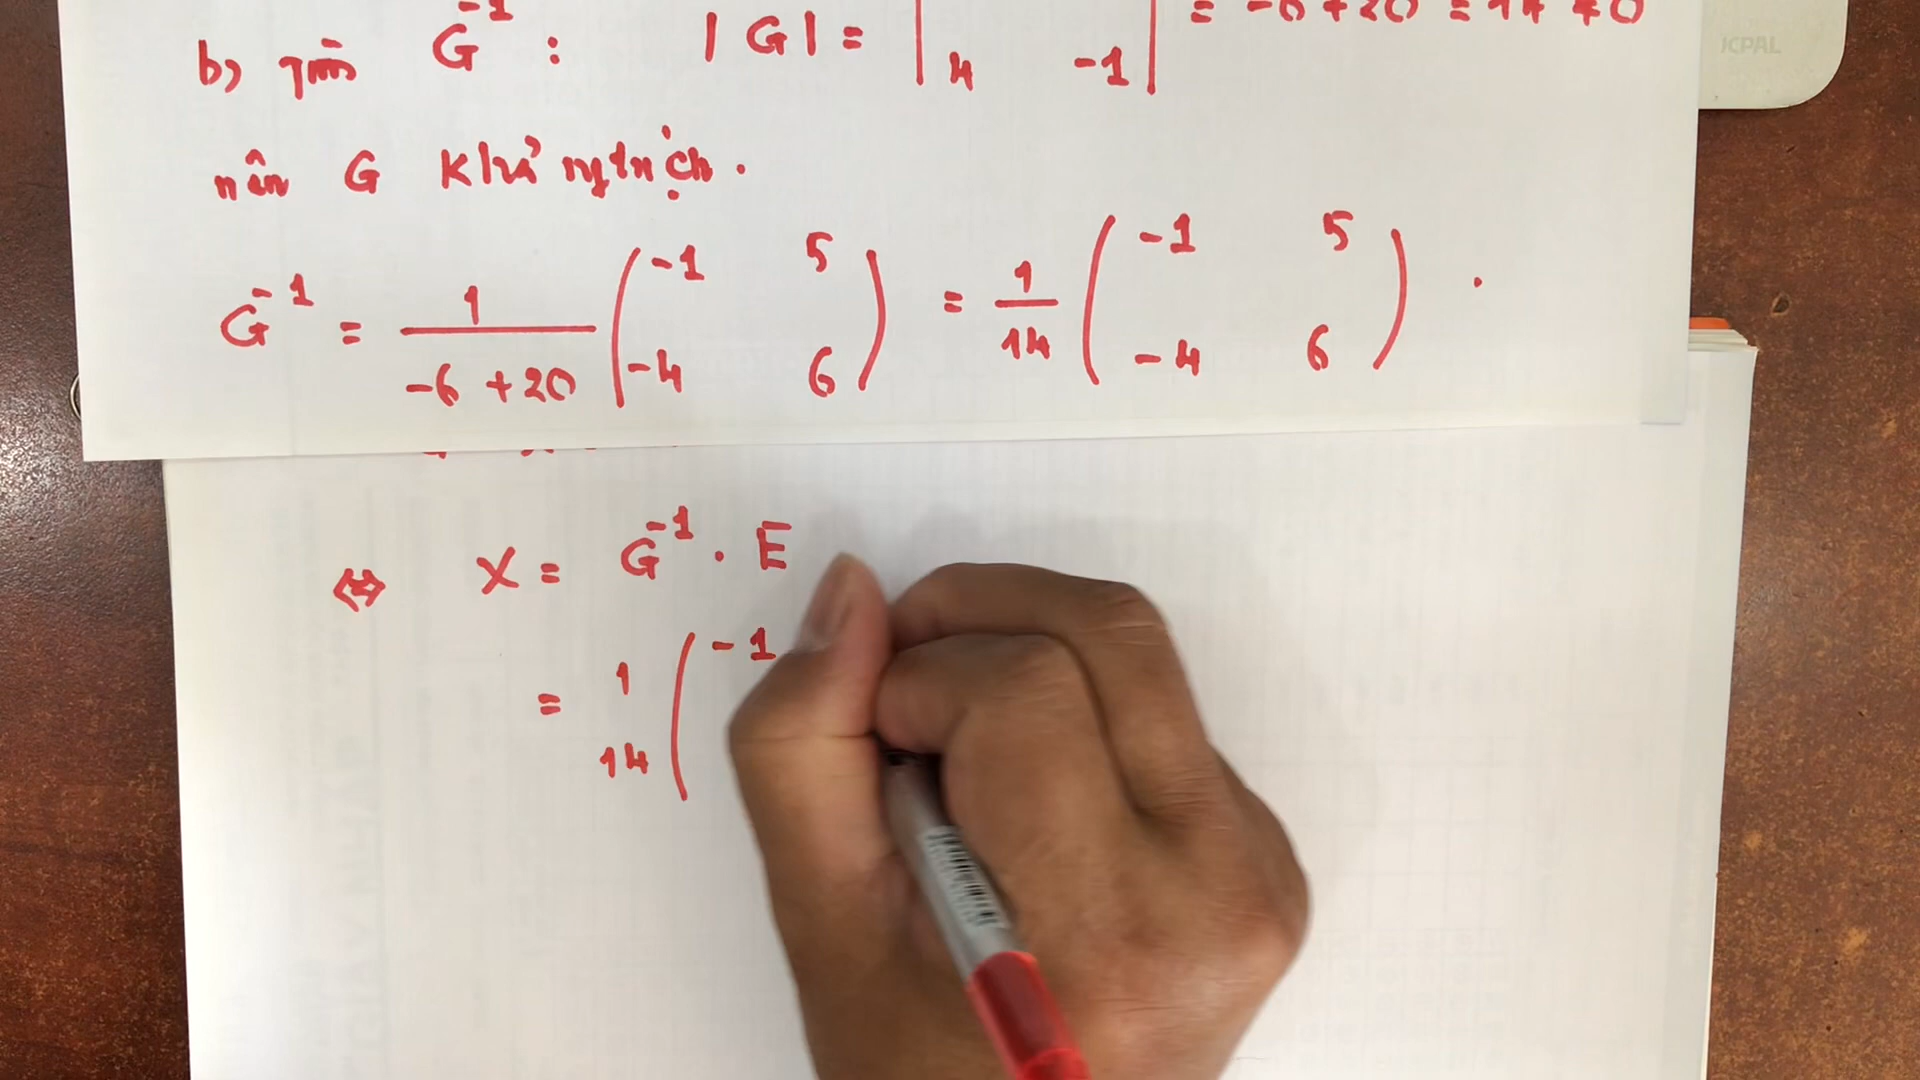 b) Tìm G⁻¹ : |G| = | 4 -1 | = -6 + 20 = 14 ≠ 0
nên G khả nghịch.
G⁻¹ = 1/(-6 + 20) ( -1 5 ; -4 6 ) = 1/14 ( -1 5 ; -4 6 ) .
⇔ X = G⁻¹ . E
= 1 14 ( -1
JCPAL